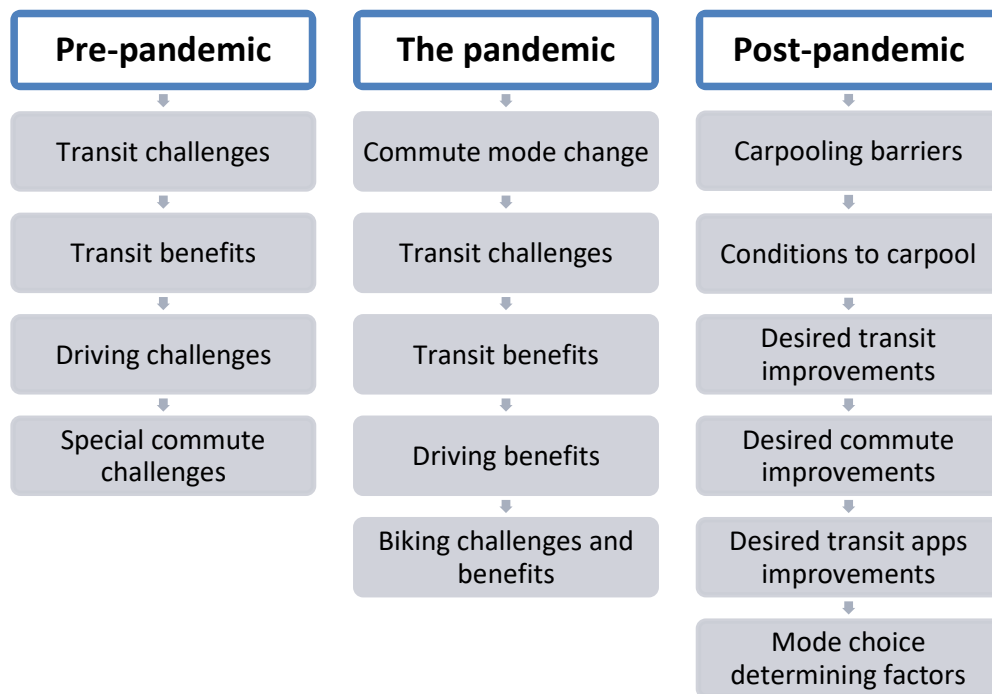 Pre-pandemic
Transit challenges
Transit benefits
Driving challenges
Special commute
challenges
The pandemic
Commute mode change
Transit challenges
Transit benefits
Driving benefits
Biking challenges and
benefits
Post-pandemic
Carpooling barriers
Conditions to carpool
Desired transit
improvements
Desired commute
improvements
Desired transit apps
improvements
Mode choice
determining factors